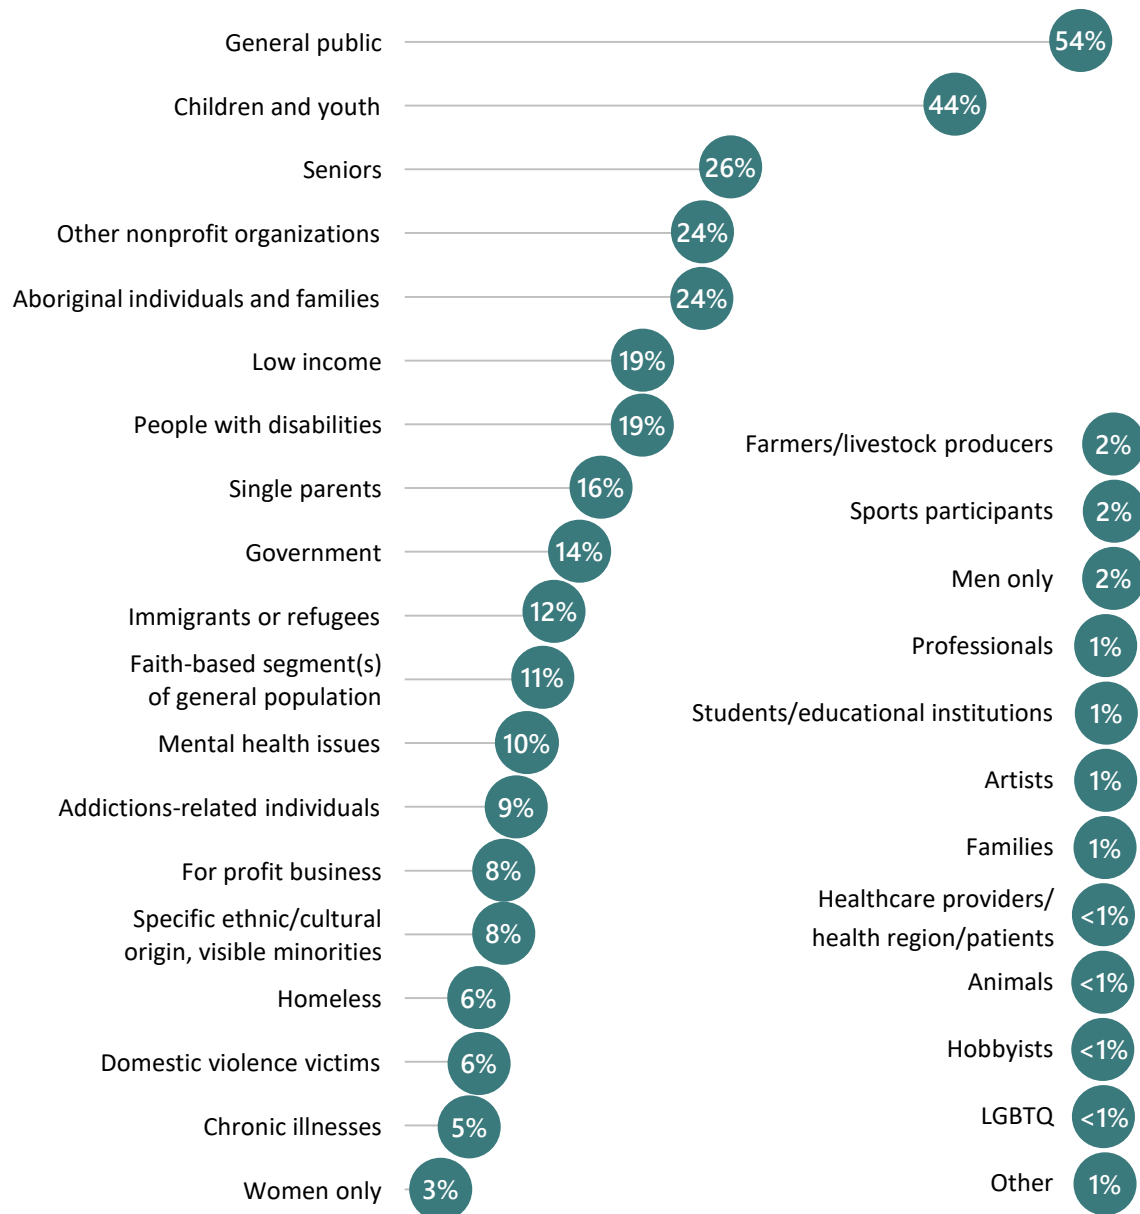 General public 54%
Children and youth 44%
Seniors 26%
Other nonprofit organizations 24%
Aboriginal individuals and families 24%
Low income 19%
People with disabilities 19%
Single parents 16%
Government 14%
Immigrants or refugees 12%
Faith-based segment(s)
of general population 11%
Mental health issues 10%
Addictions-related individuals 9%
For profit business 8%
Specific ethnic/cultural
origin, visible minorities 8%
Homeless 6%
Domestic violence victims 6%
Chronic illnesses 5%
Women only 3%
Farmers/livestock producers 2%
Sports participants 2%
Men only 2%
Professionals 1%
Students/educational institutions 1%
Artists 1%
Families 1%
Healthcare providers/
health region/patients <1%
Animals <1%
Hobbyists <1%
LGBTQ <1%
Other 1%